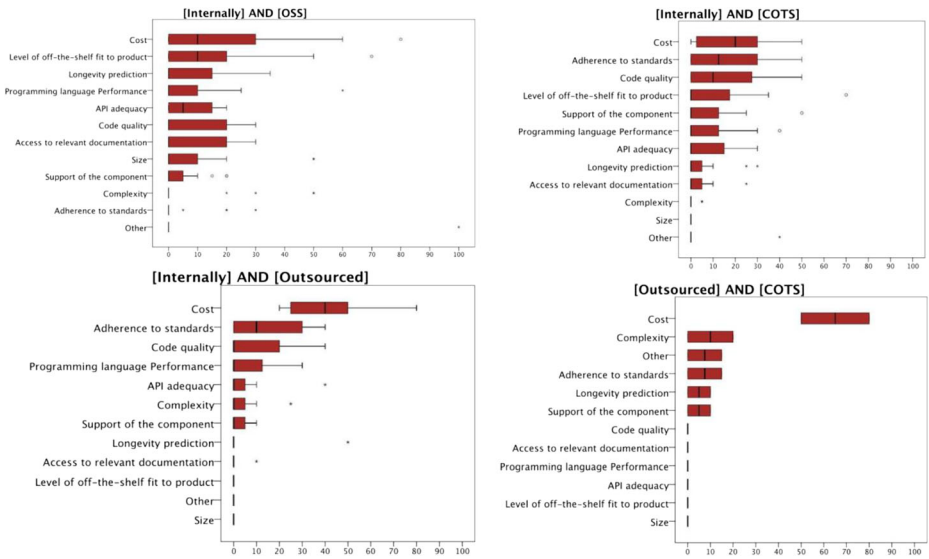 [Internally] AND [OSS]
Cost
Level of off-the-shelf fit to product
Longevity prediction
Programming language Performance
API adequacy
Code quality
Access to relevant documentation
Size
Support of the component
Complexity
Adherence to standards
Other
0 10 20 30 40 50 60 70 80 90 100
[Internally] AND [COTS]
Cost
Adherence to standards
Code quality
Level of off-the-shelf fit to product
Support of the component
Programming language Performance
API adequacy
Longevity prediction
Access to relevant documentation
Complexity
Size
Other
0 10 20 30 40 50 60 70 80 90 100
[Internally] AND [Outsourced]
Cost
Adherence to standards
Code quality
Programming language Performance
API adequacy
Complexity
Support of the component
Longevity prediction
Access to relevant documentation
Level of off-the-shelf fit to product
Other
Size
0 10 20 30 40 50 60 70 80 90 100
[Outsourced] AND [COTS]
Cost
Complexity
Other
Adherence to standards
Longevity prediction
Support of the component
Code quality
Access to relevant documentation
Programming language Performance
API adequacy
Level of off-the-shelf fit to product
Size
0 10 20 30 40 50 60 70 80 90 100